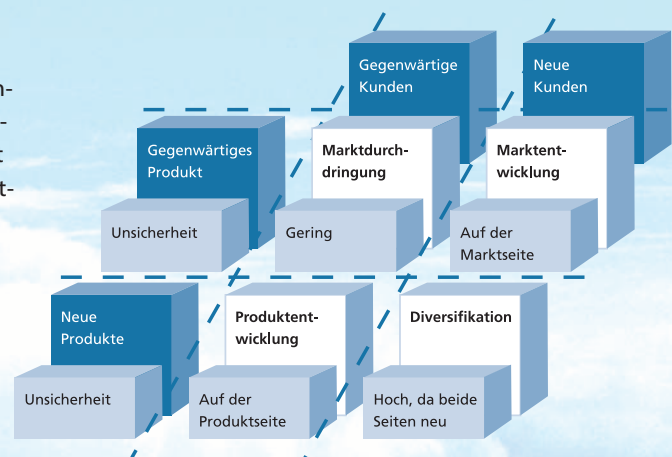 n-
-
t
t-
Gegenwärtige
Kunden
Neue
Kunden
Gegenwärtiges
Produkt
Marktdurch-
dringung
Marktent-
wicklung
Unsicherheit
Gering
Auf der
Marktseite
Neue
Produkte
Produktent-
wicklung
Diversifikation
Unsicherheit
Auf der
Produktseite
Hoch, da beide
Seiten neu